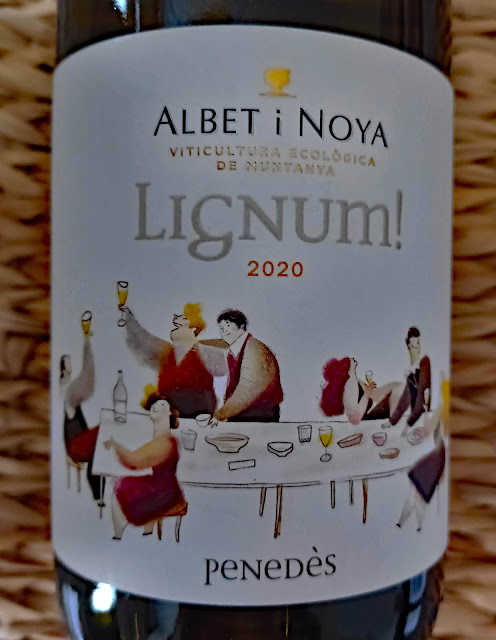 ALBET i NOYA
VITICULTURA ECOLÒGICA
DE MUNTANYA
LIGNUM!
2020
PENEDÈS